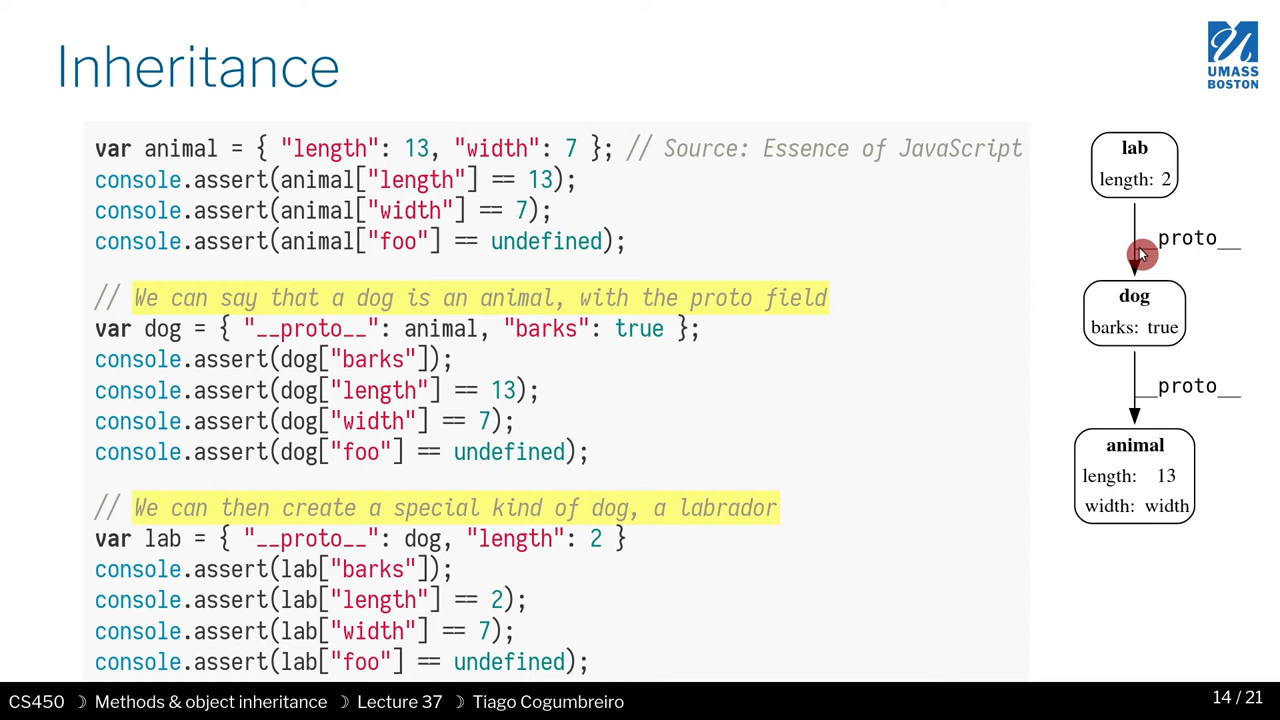 Inheritance
UMASS
BOSTON
var animal = { "length": 13, "width": 7 }; // Source: Essence of JavaScript
console.assert(animal["length"] == 13);
console.assert(animal["width"] == 7);
console.assert(animal["foo"] == undefined);
// We can say that a dog is an animal, with the proto field
var dog = { "__proto__": animal, "barks": true };
console.assert(dog["barks"]);
console.assert(dog["length"] == 13);
console.assert(dog["width"] == 7);
console.assert(dog["foo"] == undefined);
// We can then create a special kind of dog, a labrador
var lab = { "__proto__": dog, "length": 2 }
console.assert(lab["barks"]);
console.assert(lab["length"] == 2);
console.assert(lab["width"] == 7);
console.assert(lab["foo"] == undefined);
lab
length: 2
__proto__
dog
barks: true
__proto__
animal
length: 13
width: width
CS450 ☽ Methods & object inheritance ☽ Lecture 37 ☽ Tiago Cogumbreiro
14 / 21